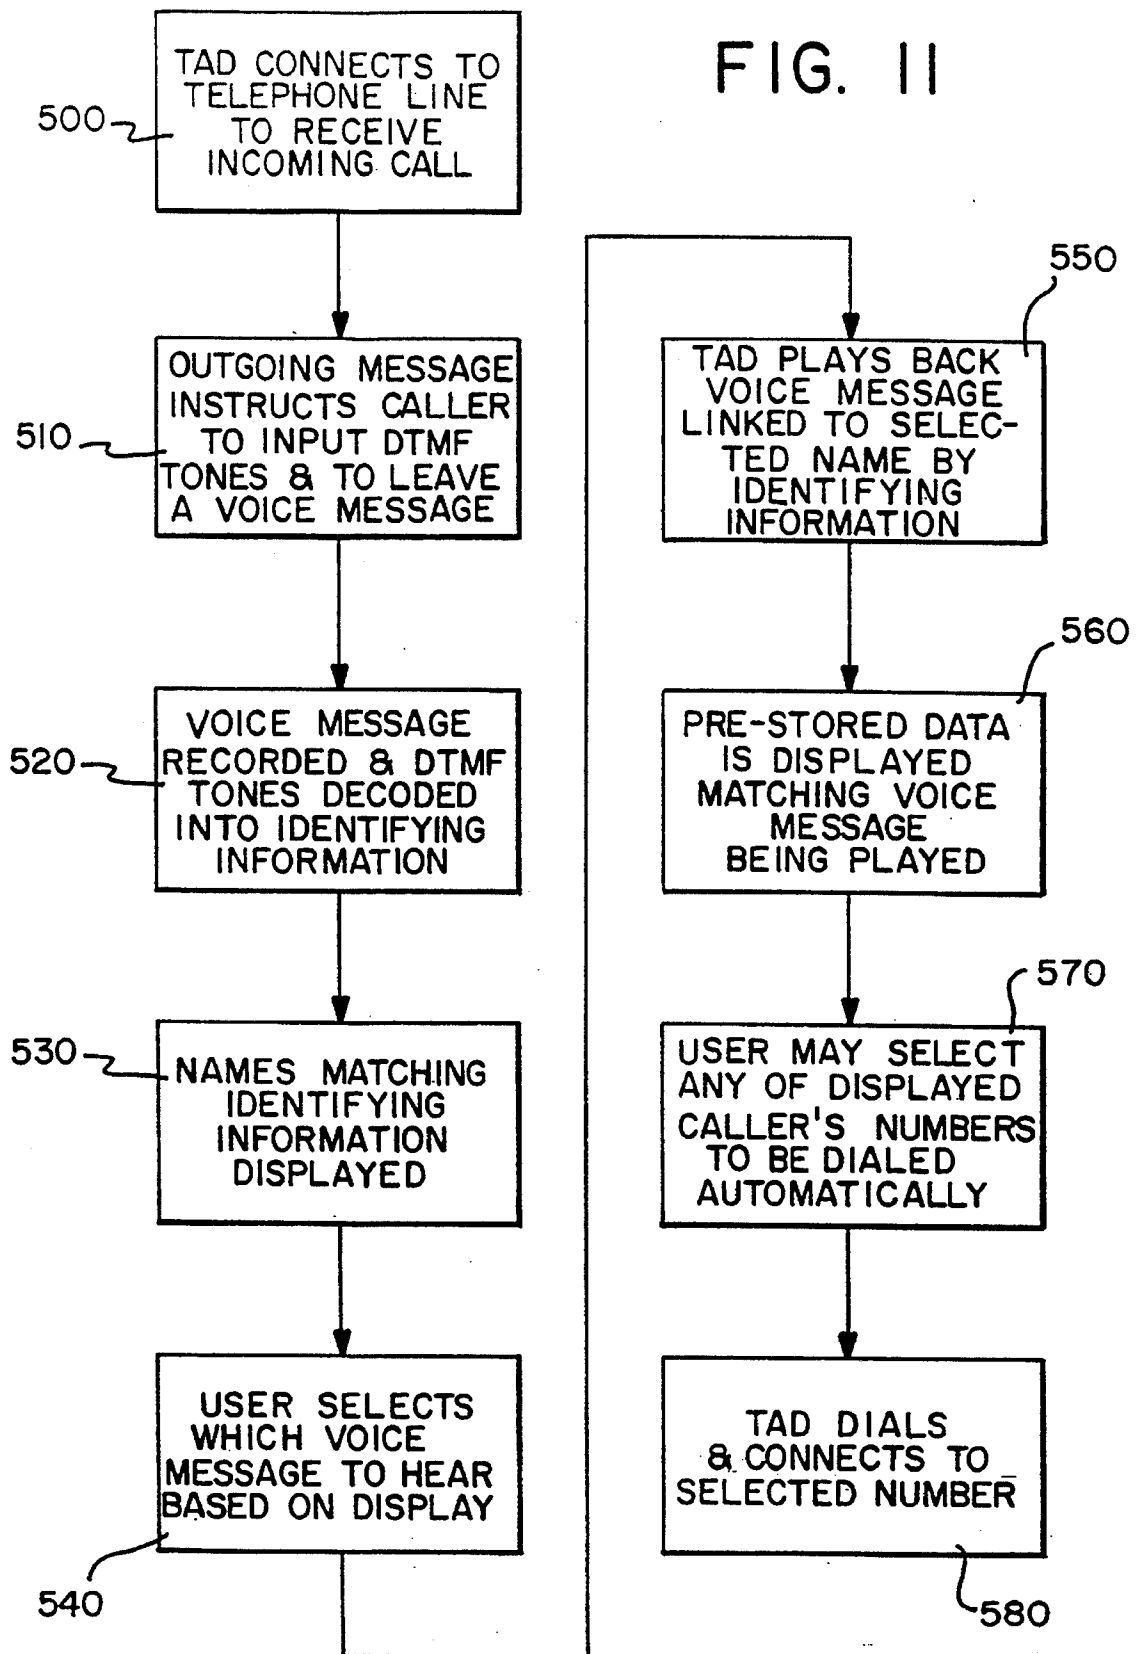 FIG. 11
500
TAD CONNECTS TO
TELEPHONE LINE
TO RECEIVE
INCOMING CALL
510
OUTGOING MESSAGE
INSTRUCTS CALLER
TO INPUT DTMF
TONES & TO LEAVE
A VOICE MESSAGE
520
VOICE MESSAGE
RECORDED & DTMF
TONES DECODED
INTO IDENTIFYING
INFORMATION
530
NAMES MATCHING
IDENTIFYING
INFORMATION
DISPLAYED
USER SELECTS
WHICH VOICE
MESSAGE TO HEAR
BASED ON DISPLAY
540
550
TAD PLAYS BACK
VOICE MESSAGE
LINKED TO SELEC-
TED NAME BY
IDENTIFYING
INFORMATION
560
PRE-STORED DATA
IS DISPLAYED
MATCHING VOICE
MESSAGE
BEING PLAYED
570
USER MAY SELECT
ANY OF DISPLAYED
CALLER'S NUMBERS
TO BE DIALED
AUTOMATICALLY
TAD DIALS
& CONNECTS TO
SELECTED NUMBER
580